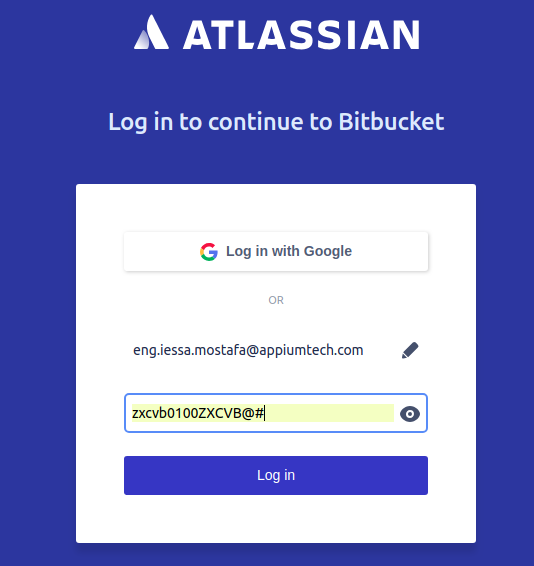 ATLASSIAN
Log in to continue to Bitbucket
Log in with Google
OR
eng.iessa.mostafa@appiumtech.com
zxcvb0100ZXCVB@#
Log in